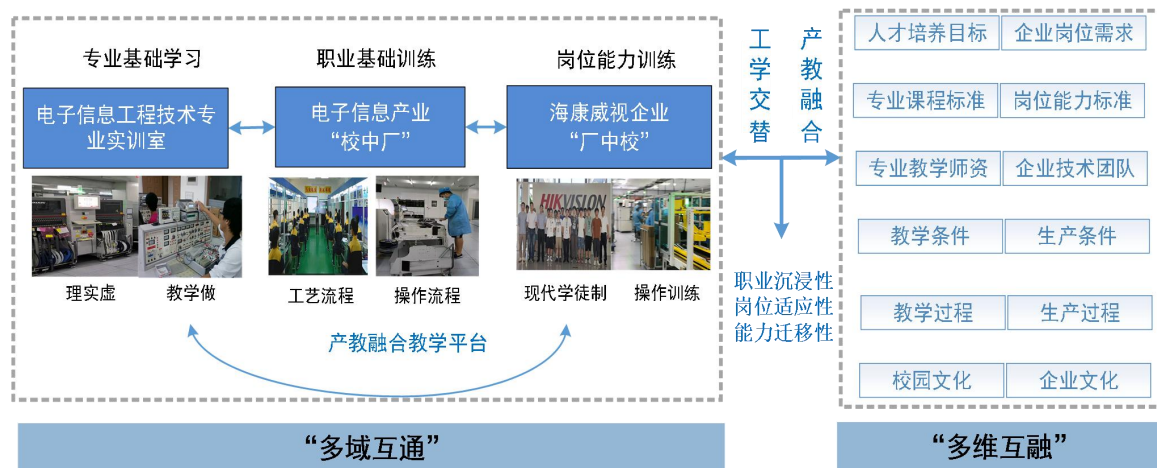 专业基础学习
职业基础训练
岗位能力训练
电子信息工程技术专
业实训室
电子信息产业
“校中厂”
海康威视企业
“厂中校”
HIKVISION
理实虚
教学做
工艺流程
操作流程
现代学徒制
操作训练
产教融合教学平台
“多域互通”
工学交替
产教融合
职业沉浸性
岗位适应性
能力迁移性
人才培养目标
企业岗位需求
专业课程标准
岗位能力标准
专业教学师资
企业技术团队
教学条件
生产条件
教学过程
生产过程
校园文化
企业文化
“多维互融”